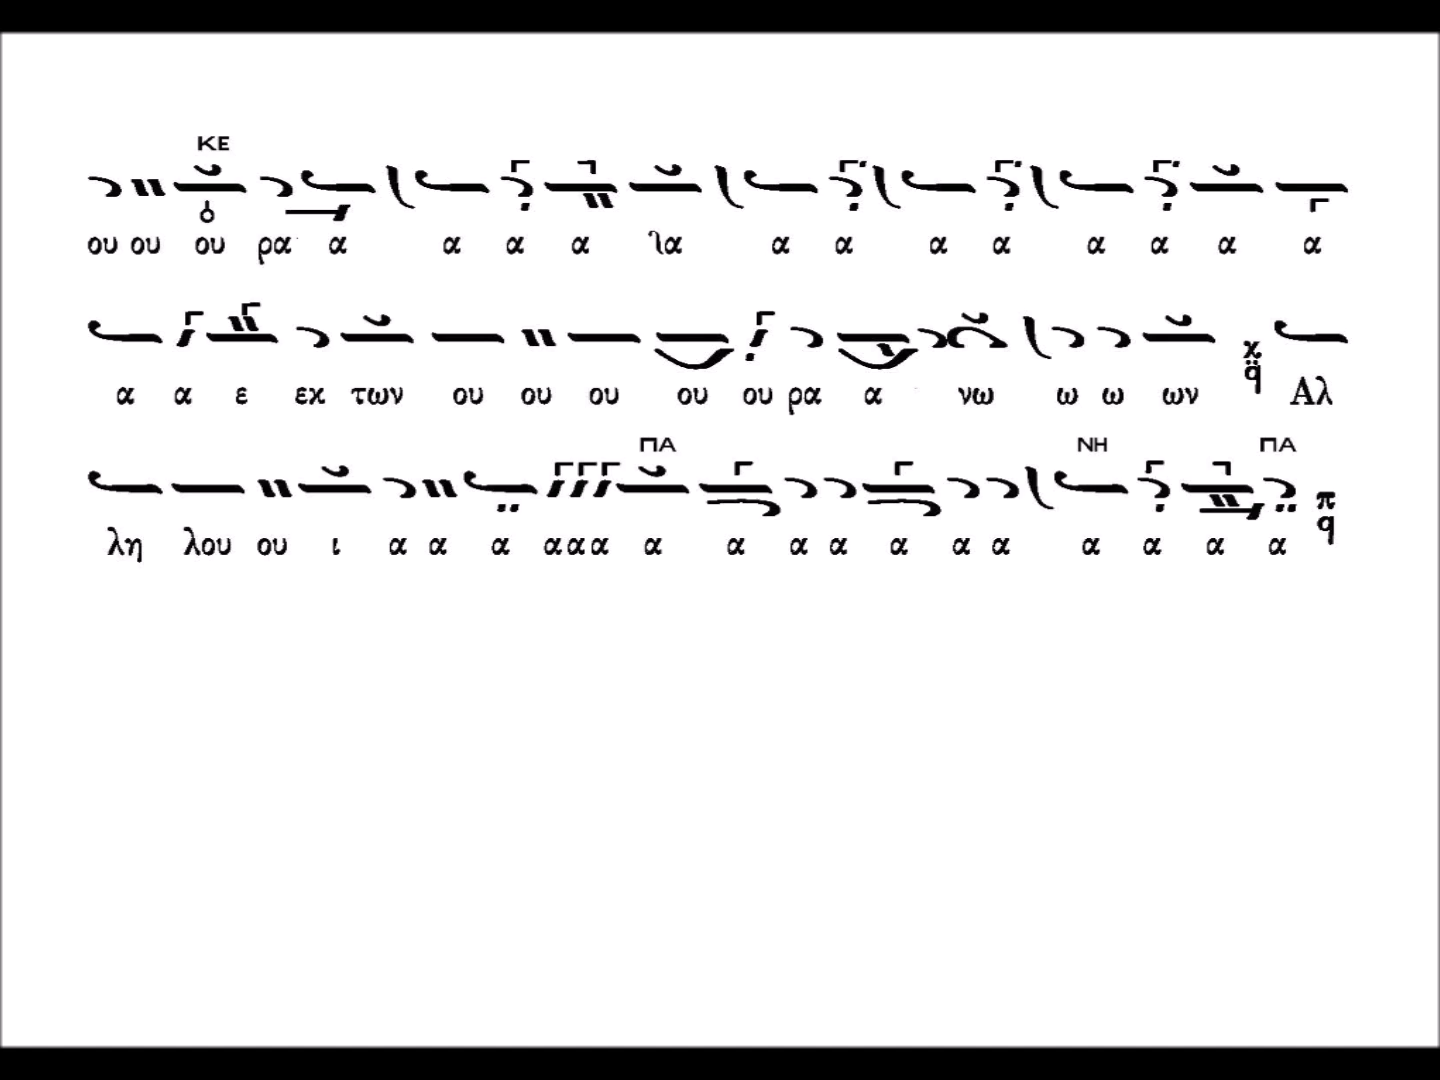 ΚΕ
ου ου ου ρα α α α α ια α α α α α α α α
α α ε εκ των ου ου ου ου ου ρα α νω ω ω ων Αλ
ΠΑ ΝΗ ΠΑ
λη λου ου ι α α α α α α α α α α α α α α α α α α